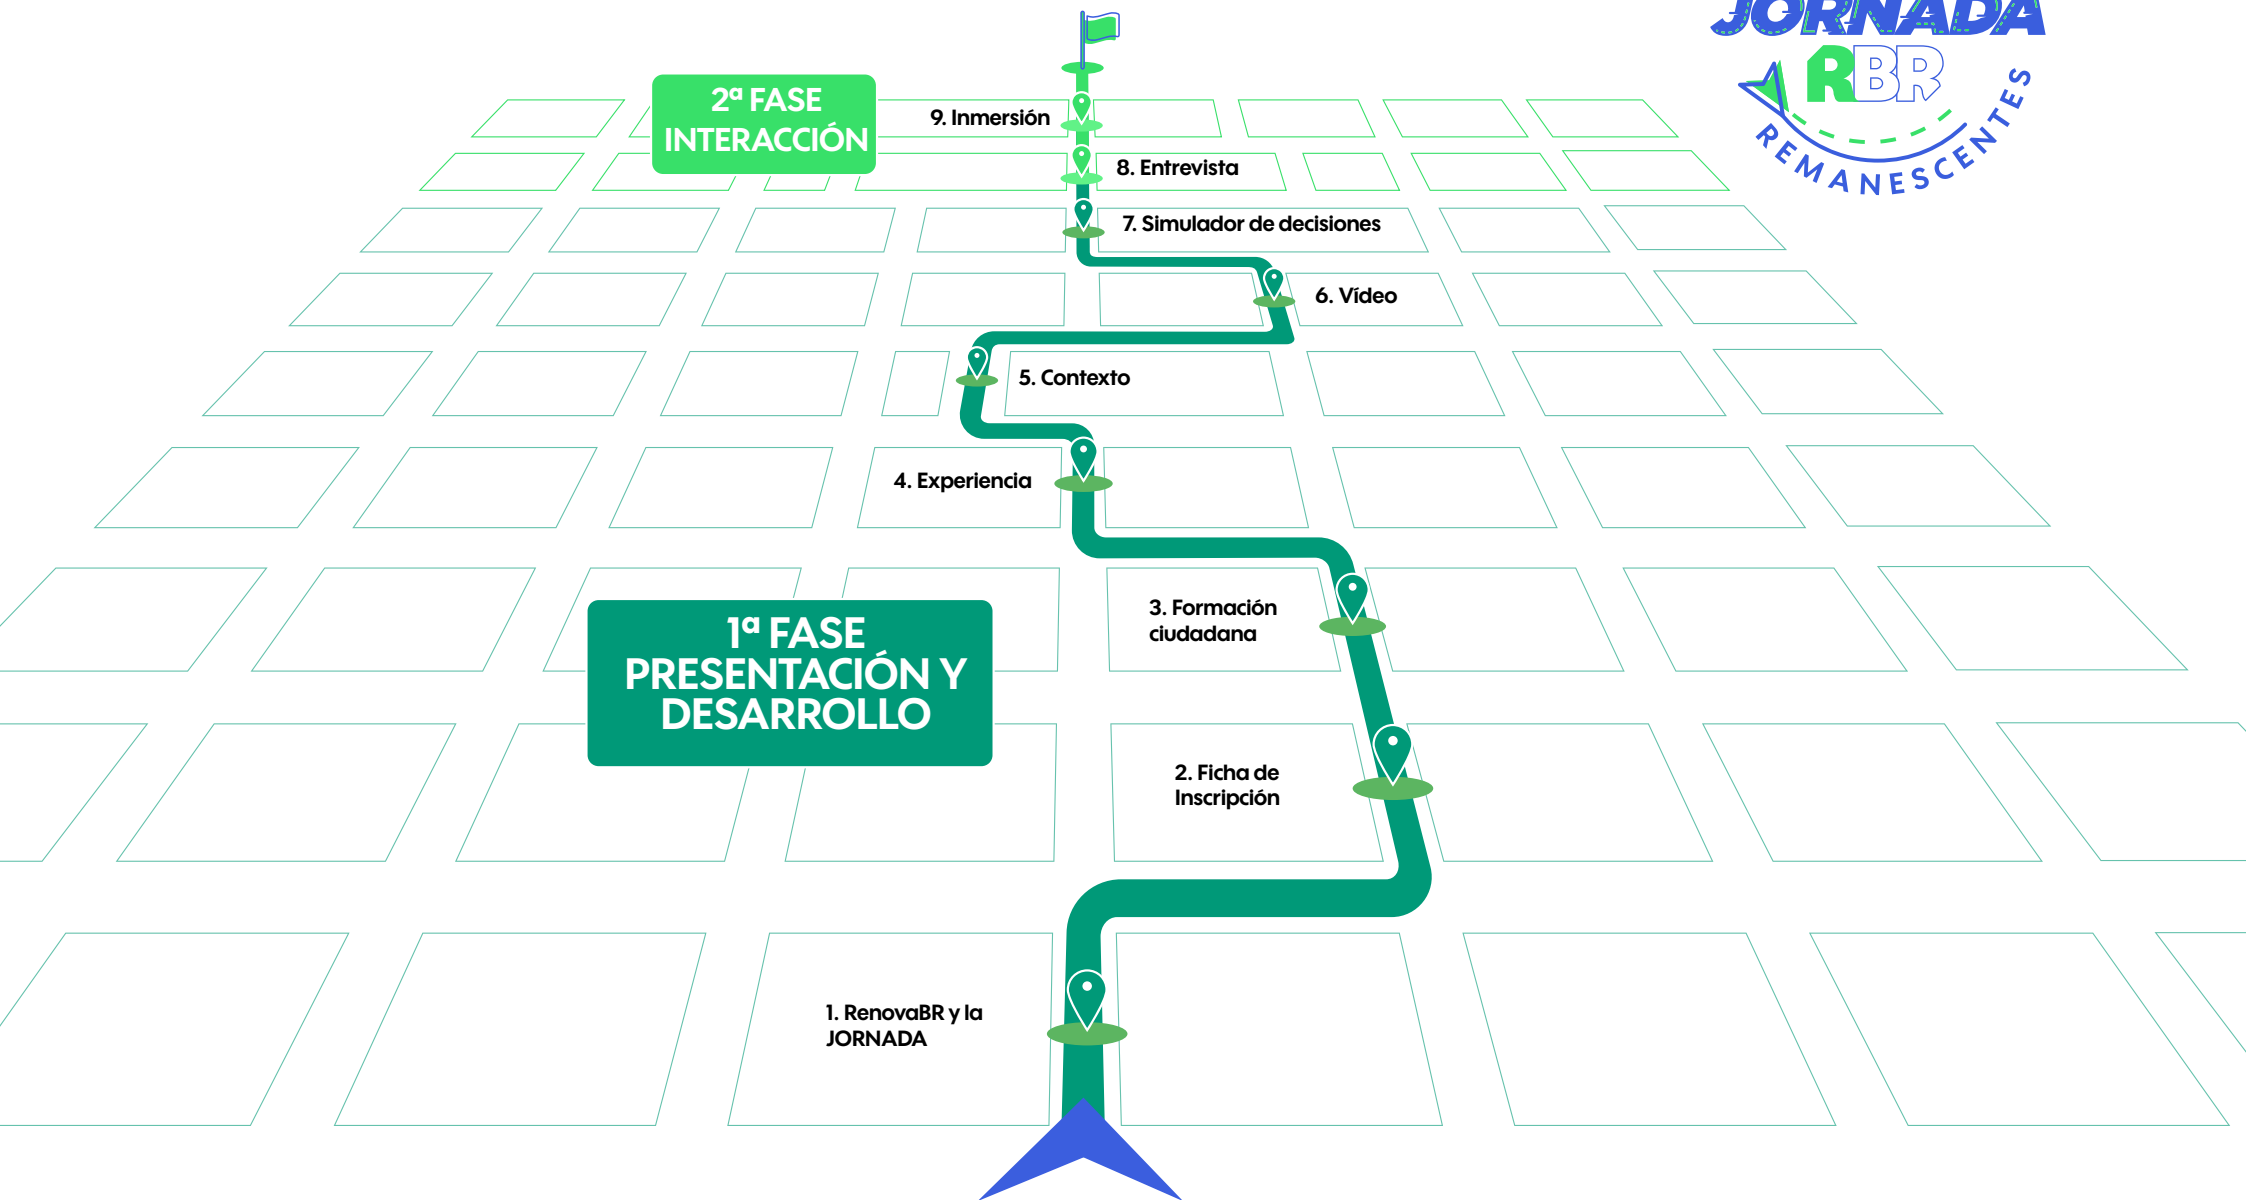 JORNADA
RBR
REMANESCENTES
2ª FASE
INTERACCIÓN
9. Inmersión
8. Entrevista
7. Simulador de decisiones
6. Vídeo
5. Contexto
4. Experiencia
3. Formación
ciudadana
1ª FASE
PRESENTACIÓN Y
DESARROLLO
2. Ficha de
Inscripción
1. RenovaBR y la
JORNADA